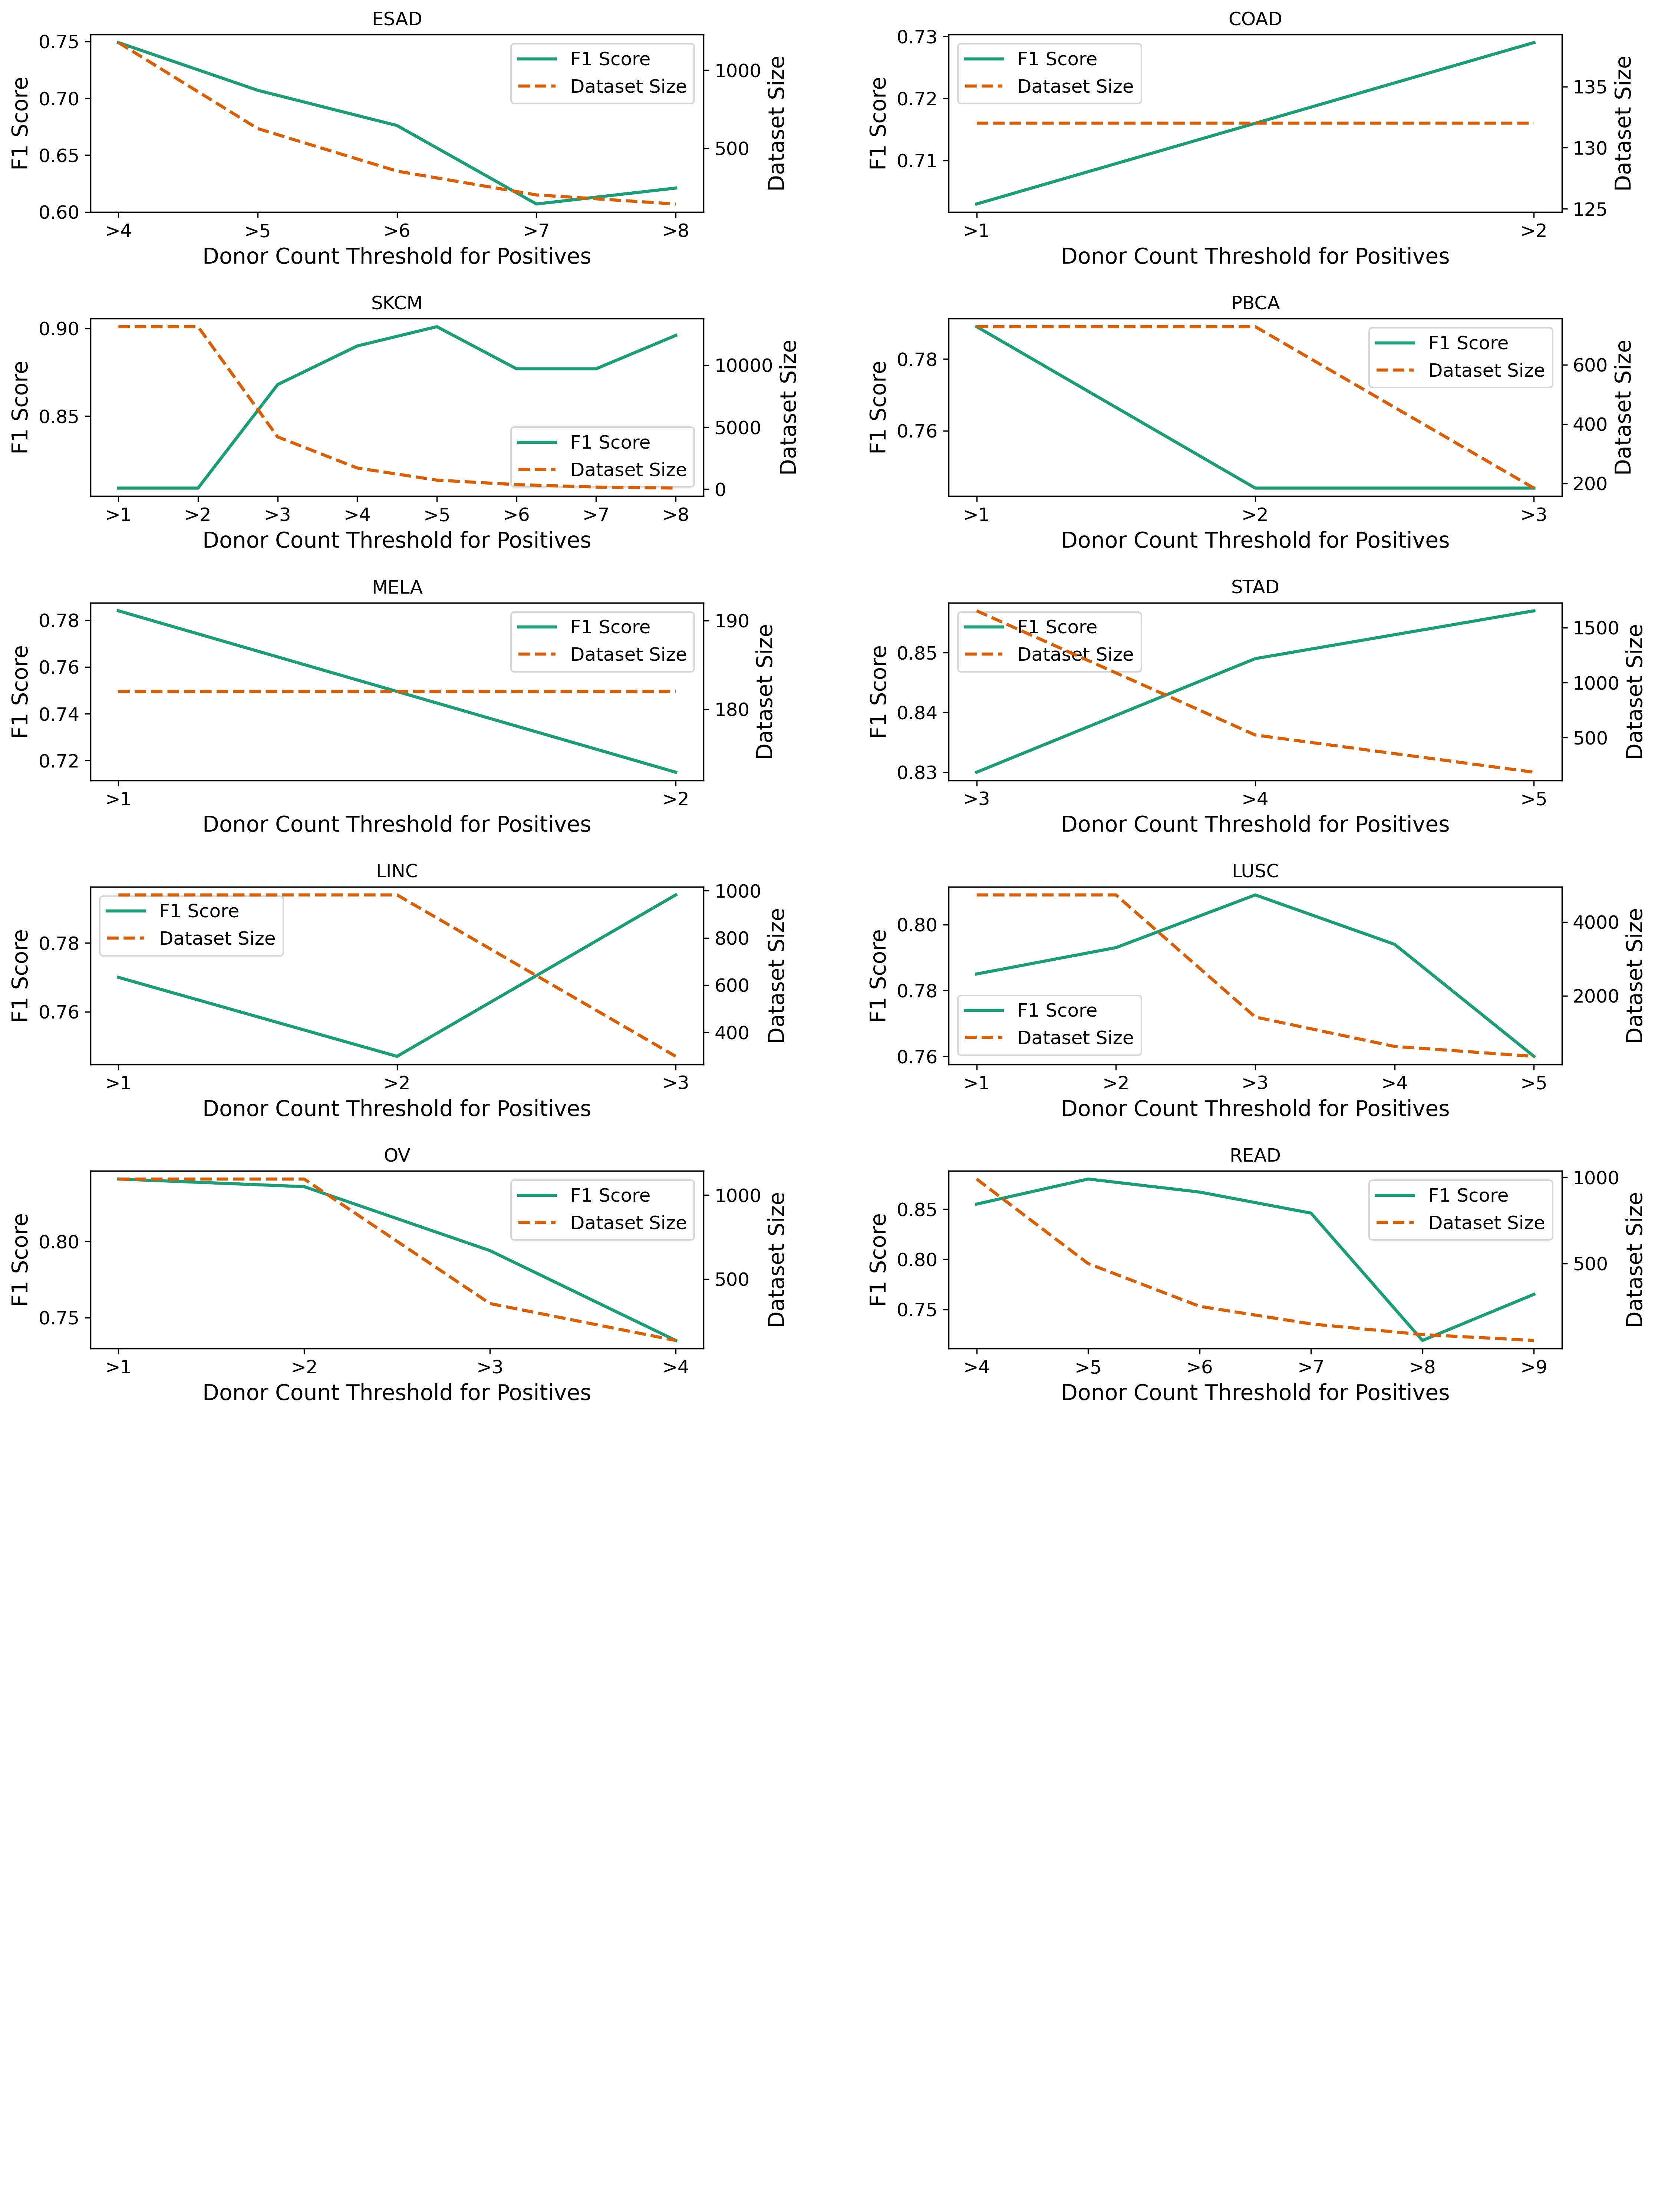 ESAD
F1 Score
0.75
0.70
0.65
0.60
F1 Score
Dataset Size
1000
500
Dataset Size
>4 >5 >6 >7 >8
Donor Count Threshold for Positives
COAD
F1 Score
0.73
0.72
0.71
F1 Score
Dataset Size
135
130
125
Dataset Size
>1 >2
Donor Count Threshold for Positives
SKCM
F1 Score
0.90
0.85
F1 Score
Dataset Size
10000
5000
0
Dataset Size
>1 >2 >3 >4 >5 >6 >7 >8
Donor Count Threshold for Positives
PBCA
F1 Score
0.78
0.76
F1 Score
Dataset Size
600
400
200
Dataset Size
>1 >2 >3
Donor Count Threshold for Positives
MELA
F1 Score
0.78
0.76
0.74
0.72
F1 Score
Dataset Size
190
180
Dataset Size
>1 >2
Donor Count Threshold for Positives
STAD
F1 Score
0.85
0.84
0.83
F1 Score
Dataset Size
1500
1000
500
Dataset Size
>3 >4 >5
Donor Count Threshold for Positives
LINC
F1 Score
0.78
0.76
F1 Score
Dataset Size
1000
800
600
400
Dataset Size
>1 >2 >3
Donor Count Threshold for Positives
LUSC
F1 Score
0.80
0.78
0.76
F1 Score
Dataset Size
4000
2000
Dataset Size
>1 >2 >3 >4 >5
Donor Count Threshold for Positives
OV
F1 Score
0.80
0.75
F1 Score
Dataset Size
1000
500
Dataset Size
>1 >2 >3 >4
Donor Count Threshold for Positives
READ
F1 Score
0.85
0.80
0.75
F1 Score
Dataset Size
1000
500
Dataset Size
>4 >5 >6 >7 >8 >9
Donor Count Threshold for Positives